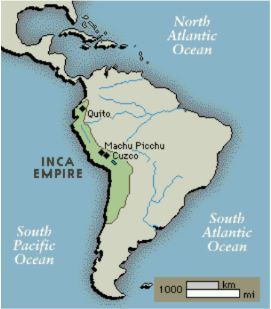 North
Atlantic
Ocean
Quito
Machu Picchu
Cuzco
INCA
EMPIRE
South
Pacific
Ocean
South
Atlantic
Ocean
1000
km
mi